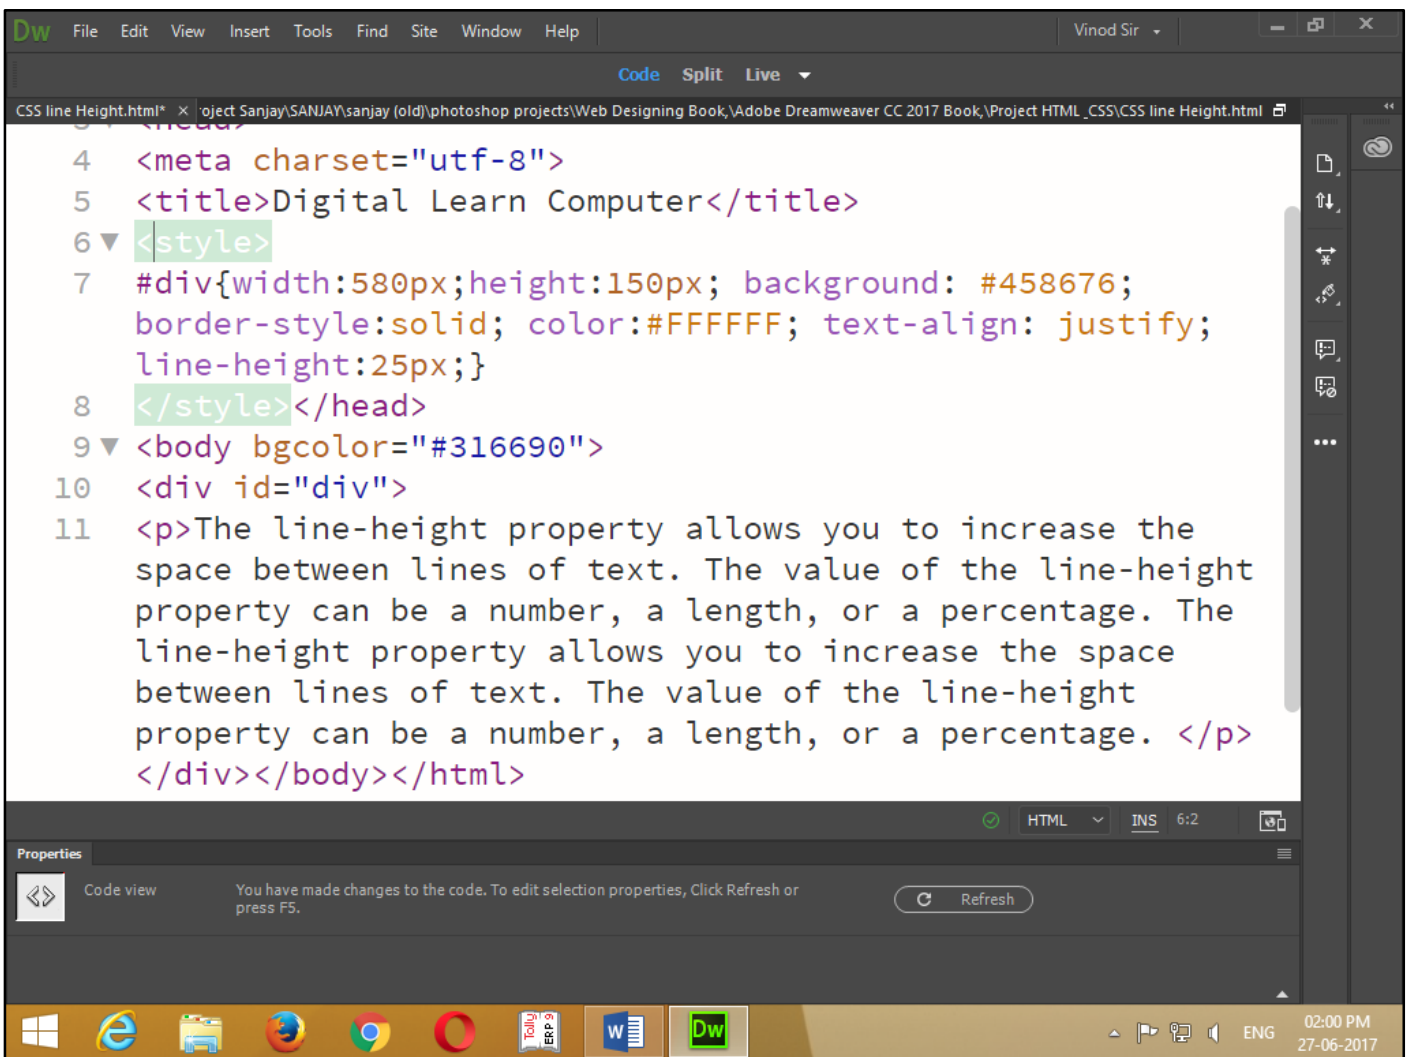 Dw File Edit View Insert Tools Find Site Window Help Vinod Sir
Code Split Live
CSS line Height.html* × roject Sanjay\SANJAY\sanjay (old)\photoshop projects\Web Designing Book,\Adobe Dreamweaver CC 2017 Book,\Project HTML_CSS\CSS line Height.html
3 <head>
4 <meta charset="utf-8">
5 <title>Digital Learn Computer</title>
6 <style>
7 #div{width:580px;height:150px; background: #458676;
border-style:solid; color:#FFFFFF; text-align: justify;
line-height:25px;}
8 </style></head>
9 <body bgcolor="#316690">
10 <div id="div">
11 <p>The line-height property allows you to increase the
space between lines of text. The value of the line-height
property can be a number, a length, or a percentage. The
line-height property allows you to increase the space
between lines of text. The value of the line-height
property can be a number, a length, or a percentage. </p>
</div></body></html>
HTML INS 6:2
Properties
Code view You have made changes to the code. To edit selection properties, Click Refresh or
press F5.
Refresh
Tally
ERP 9
W
Dw
ENG
02:00 PM
27-06-2017